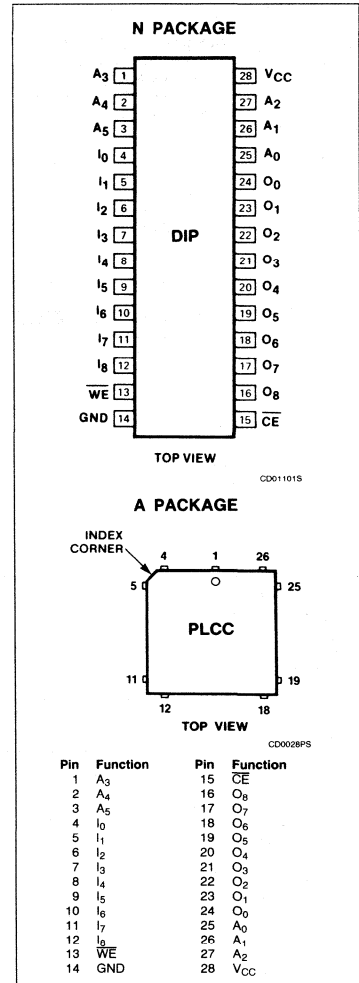 N PACKAGE
A3 1 28 VCC
A4 2 27 A2
A5 3 26 A1
I0 4 25 A0
I1 5 24 O0
I2 6 23 O1
I3 7 22 O2
DIP
I4 8 21 O3
I5 9 20 O4
I6 10 19 O5
I7 11 18 O6
I8 12 17 O7
W̅E̅ 13 16 O8
GND 14 15 C̅E̅
TOP VIEW
CD01101S
A PACKAGE
INDEX
CORNER
4 1 26
5 25
PLCC
11 19
12 18
TOP VIEW
CD0028PS
Pin Function Pin Function
1 A3 15 C̅E̅
2 A4 16 O8
3 A5 17 O7
4 I0 18 O6
5 I1 19 O5
6 I2 20 O4
7 I3 21 O3
8 I4 22 O2
9 I5 23 O1
10 I6 24 O0
11 I7 25 A0
12 I8 26 A1
13 W̅E̅ 27 A2
14 GND 28 VCC